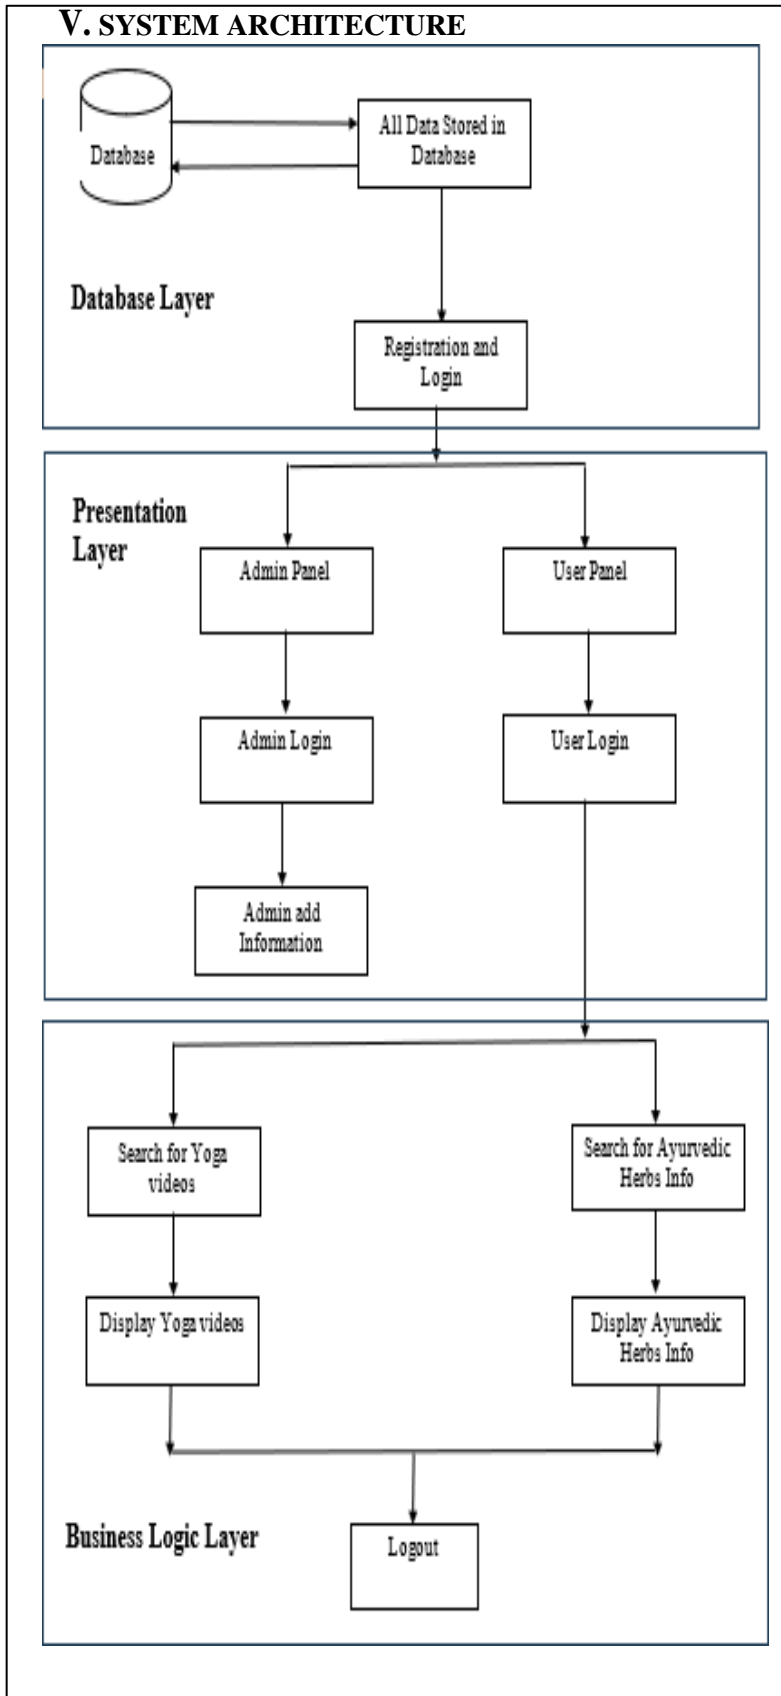 V. SYSTEM ARCHITECTURE
Database
All Data Stored in
Database
Database Layer
Registration and
Login
Presentation
Layer
Admin Panel
User Panel
Admin Login
User Login
Admin add
Information
Search for Yoga
videos
Search for Ayurvedic
Herbs Info
Display Yoga videos
Display Ayurvedic
Herbs Info
Business Logic Layer
Logout